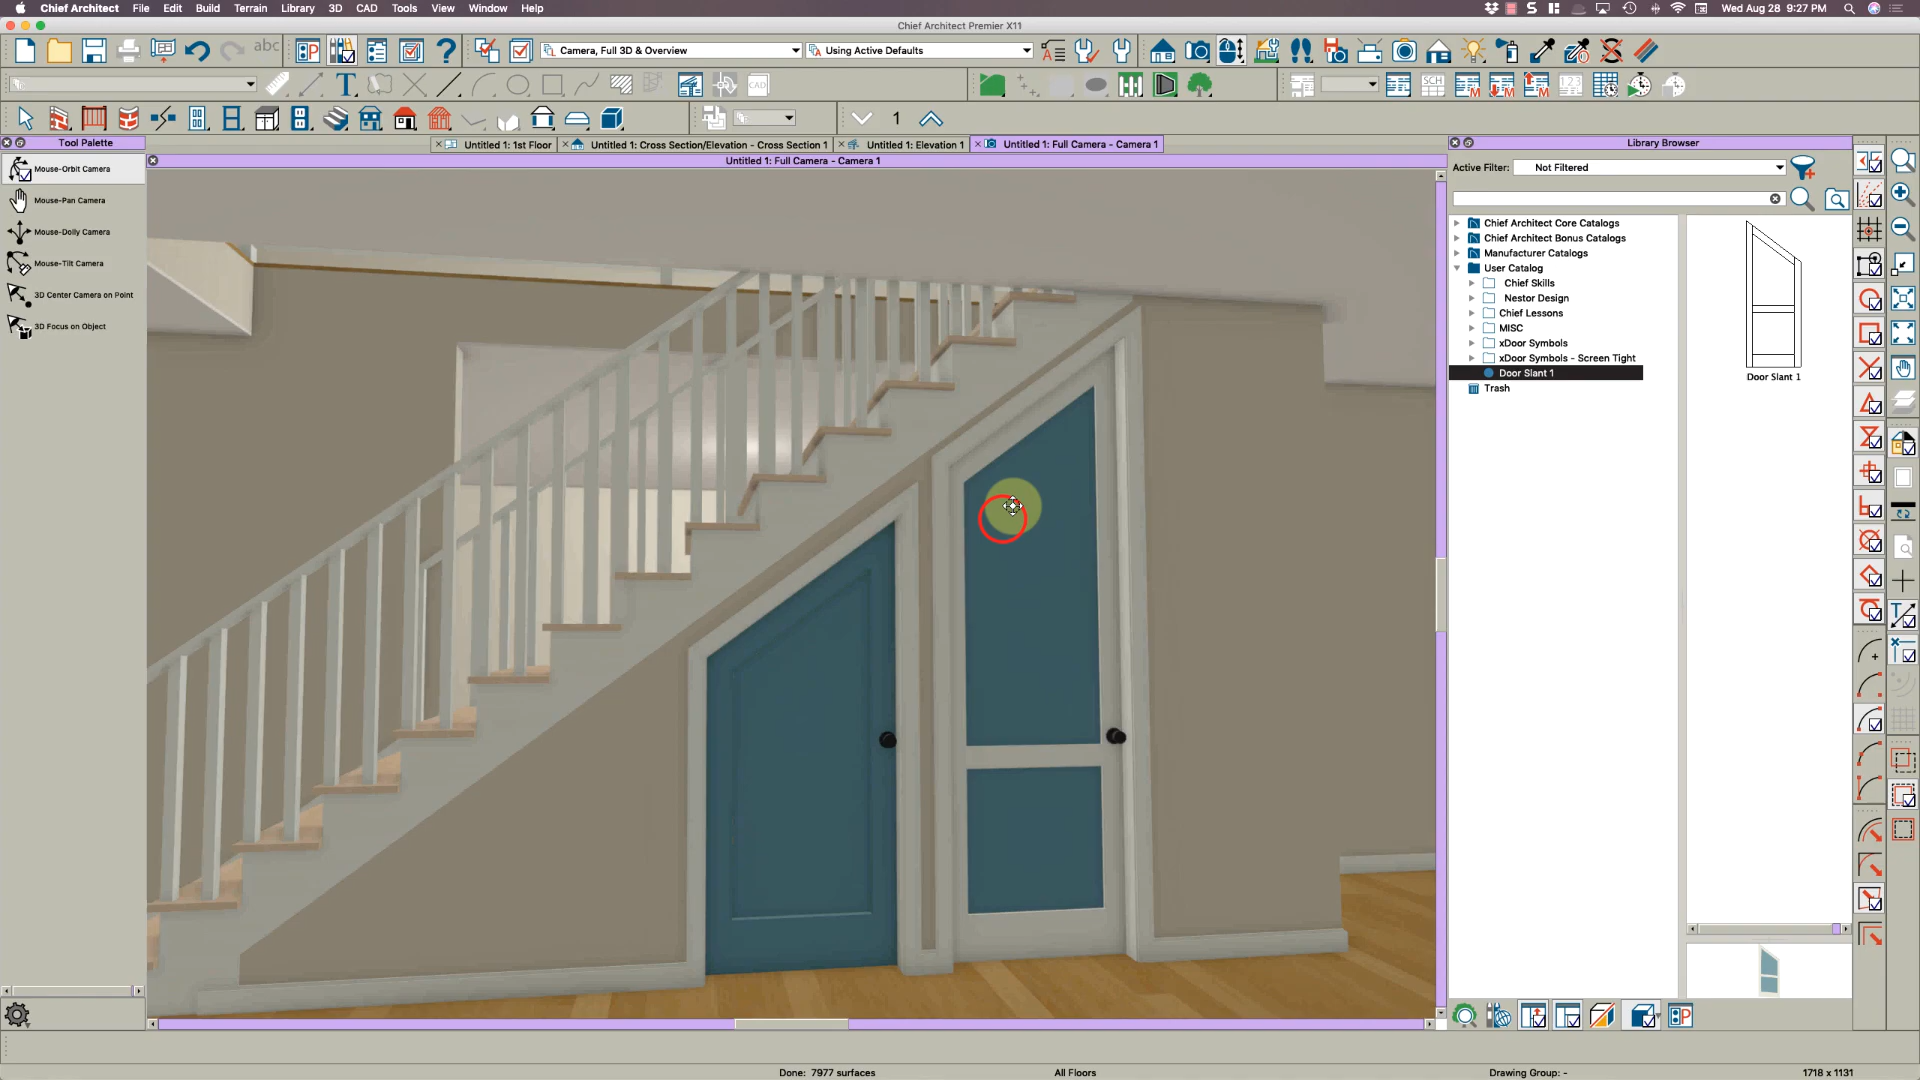 Chief Architect File Edit Build Terrain Library 3D CAD Tools View Window Help
Wed Aug 28 9:27 PM
Chief Architect Premier X11
abc
Camera, Full 3D & Overview
Using Active Defaults
T
CAD
SCH
123
1
Tool Palette
Untitled 1: 1st Floor
Untitled 1: Cross Section/Elevation - Cross Section 1
Untitled 1: Elevation 1
Untitled 1: Full Camera - Camera 1
Library Browser
Untitled 1: Full Camera - Camera 1
Mouse-Orbit Camera
Mouse-Pan Camera
Mouse-Dolly Camera
Mouse-Tilt Camera
3D Center Camera on Point
3D Focus on Object
Active Filter:
Not Filtered
Chief Architect Core Catalogs
Chief Architect Bonus Catalogs
Manufacturer Catalogs
User Catalog
Chief Skills
Nestor Design
Chief Lessons
MISC
xDoor Symbols
xDoor Symbols - Screen Tight
Door Slant 1
Trash
Door Slant 1
Done: 7977 surfaces
All Floors
Drawing Group: -
1718 x 1131